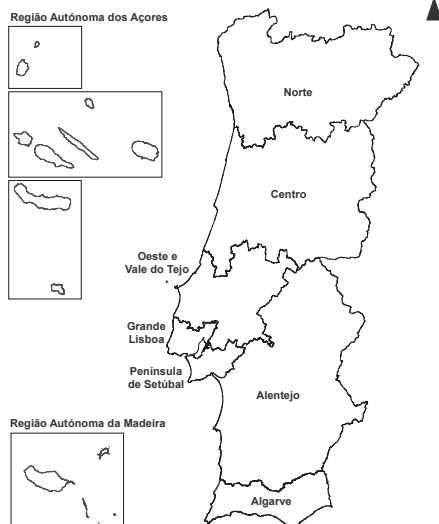 Região Autónoma dos Açores
Norte
Centro
Oeste e
Vale do Tejo
Grande
Lisboa
Península
de Setúbal
Alentejo
Região Autónoma da Madeira
Algarve